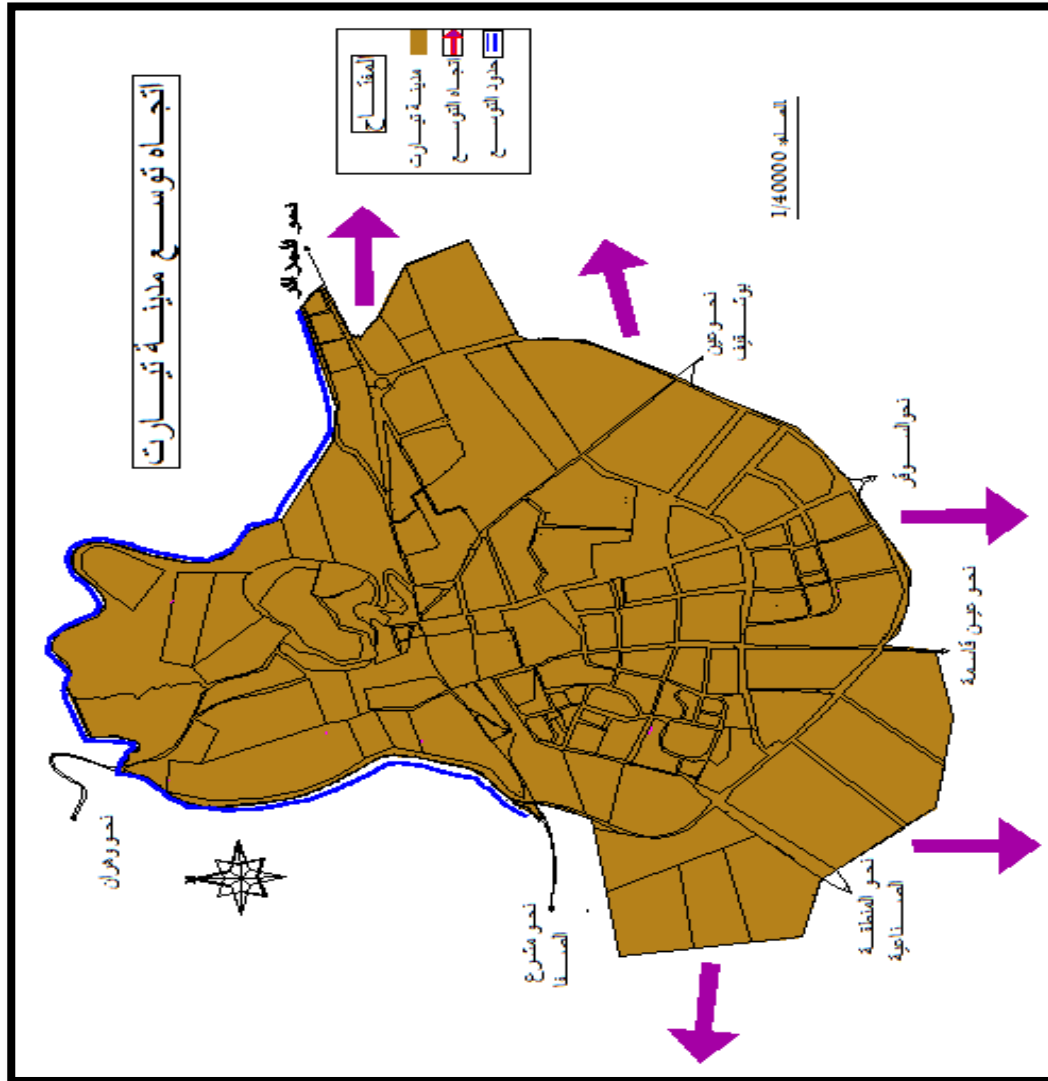 اتجاه توسع مدينة تيارت
المفتاح
مدينة تيارت
اتجاه التوسع
حدود التوسع
السلم: 1/40000
نحو
نحو عين
بوشقيف
نحو السوقر
نحو عين قاسمة
نحو المنطقة
الصناعية
نحو مشرع
الصفا
نحو وهران